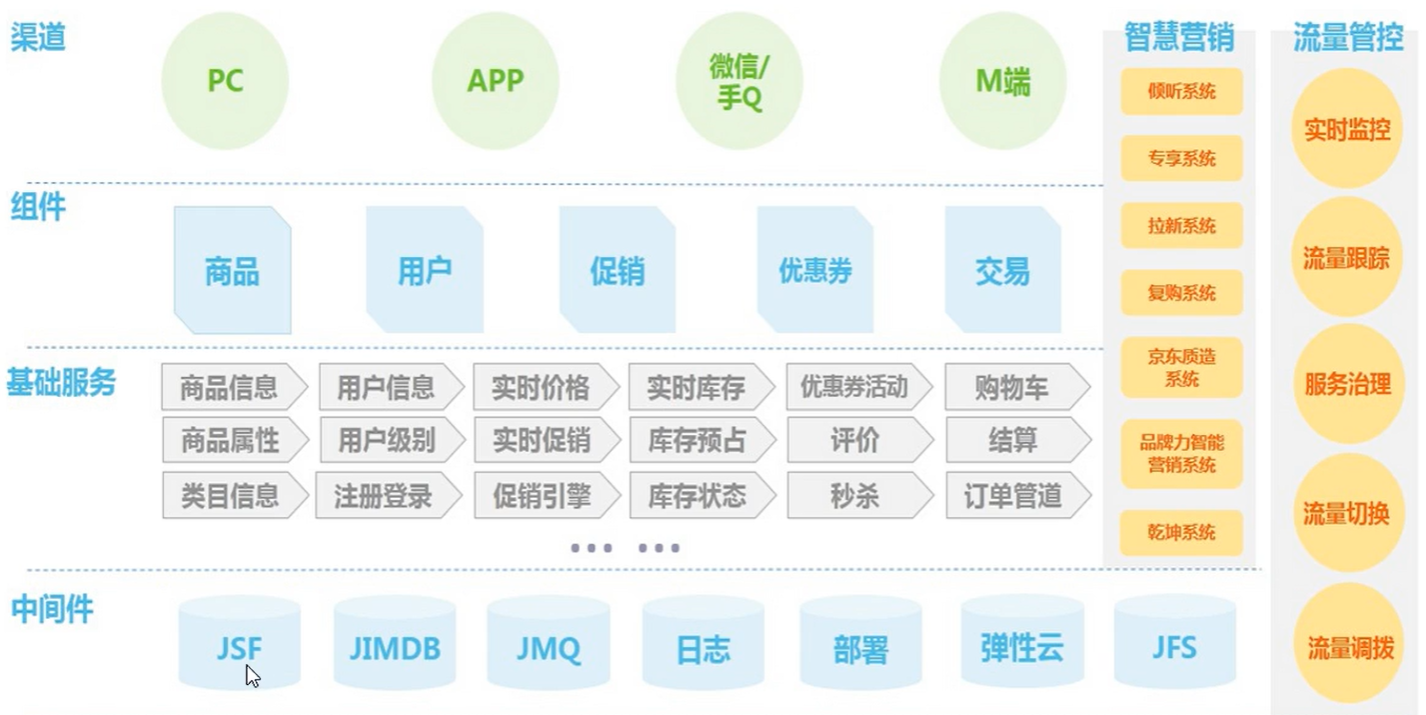 渠道
PC
APP
微信/
手Q
M端
组件
商品
用户
促销
优惠券
交易
基础服务
商品信息
用户信息
实时价格
实时库存
优惠券活动
购物车
商品属性
用户级别
实时促销
库存预占
评价
结算
类目信息
注册登录
促销引擎
库存状态
秒杀
订单管道
... ...
中间件
JSF
JIMDB
JMQ
日志
部署
弹性云
JFS
智慧营销
倾听系统
专享系统
拉新系统
复购系统
京东质造
系统
品牌力智能
营销系统
乾坤系统
流量管控
实时监控
流量跟踪
服务治理
流量切换
流量调拨